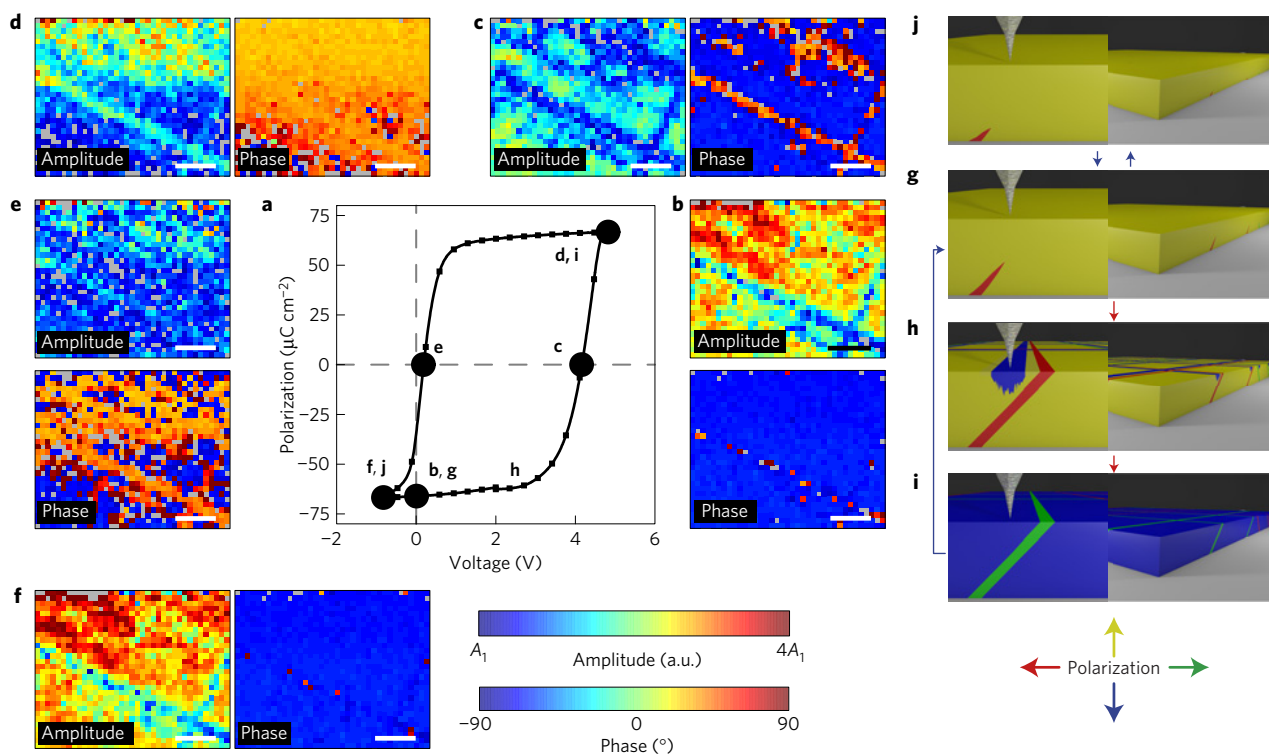 d
Amplitude
Phase
c
Amplitude
Phase
j
e
Amplitude
Phase
a
75
50
25
0
−25
−50
−75
Polarization (μC cm⁻²)
d, i
e
c
f, j
b, g
h
−2
0
2
4
6
Voltage (V)
b
Amplitude
Phase
g
h
i
Polarization
f
Amplitude
Phase
A₁
4A₁
Amplitude (a.u.)
−90
0
90
Phase (°)